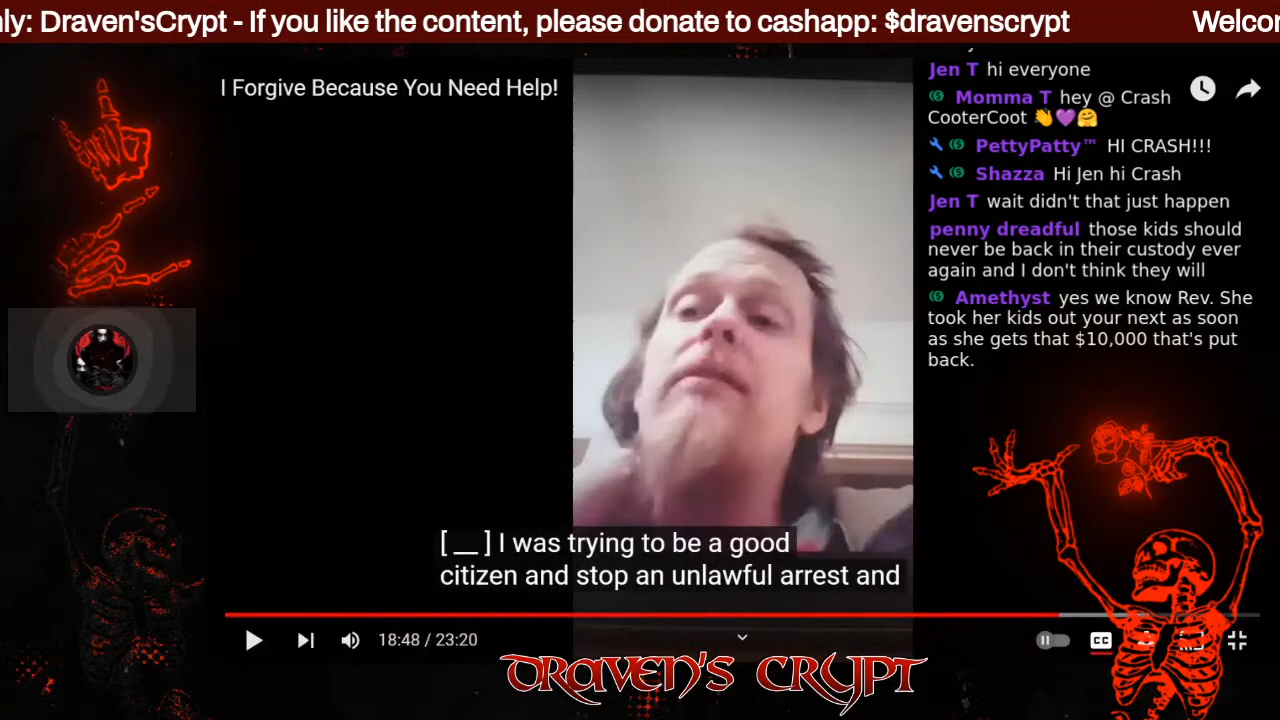 nly: Draven'sCrypt - If you like the content, please donate to cashapp: $dravenscrypt Welcor
I Forgive Because You Need Help!
Jen T hi everyone
Momma T hey @ Crash
CooterCoot 👋💜🤗
PettyPatty™ HI CRASH!!!
Shazza Hi Jen hi Crash
Jen T wait didn't that just happen
penny dreadful those kids should
never be back in their custody ever
again and I don't think they will
Amethyst yes we know Rev. She
took her kids out your next as soon
as she gets that $10,000 that's put
back.
[ __ ] I was trying to be a good
citizen and stop an unlawful arrest and
18:48 / 23:20
CC
DRAVEN'S CRYPT